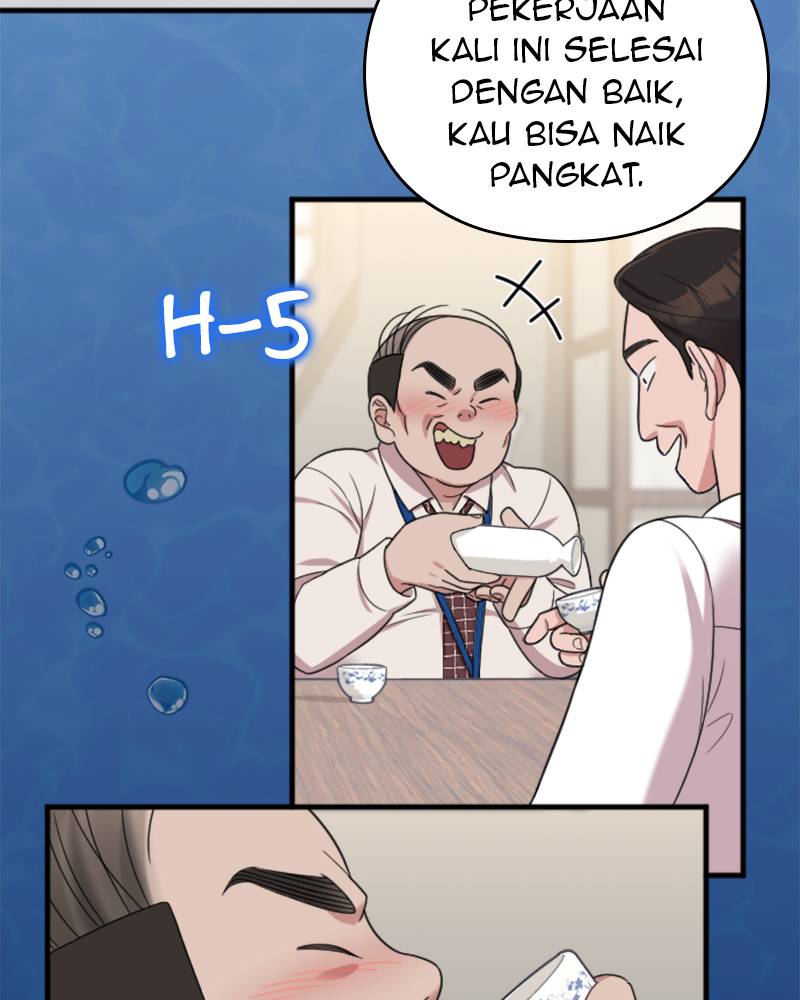 PEKERJAAN
KALI INI SELESAI
DENGAN BAIK,
KAU BISA NAIK
PANGKAT.
H-5